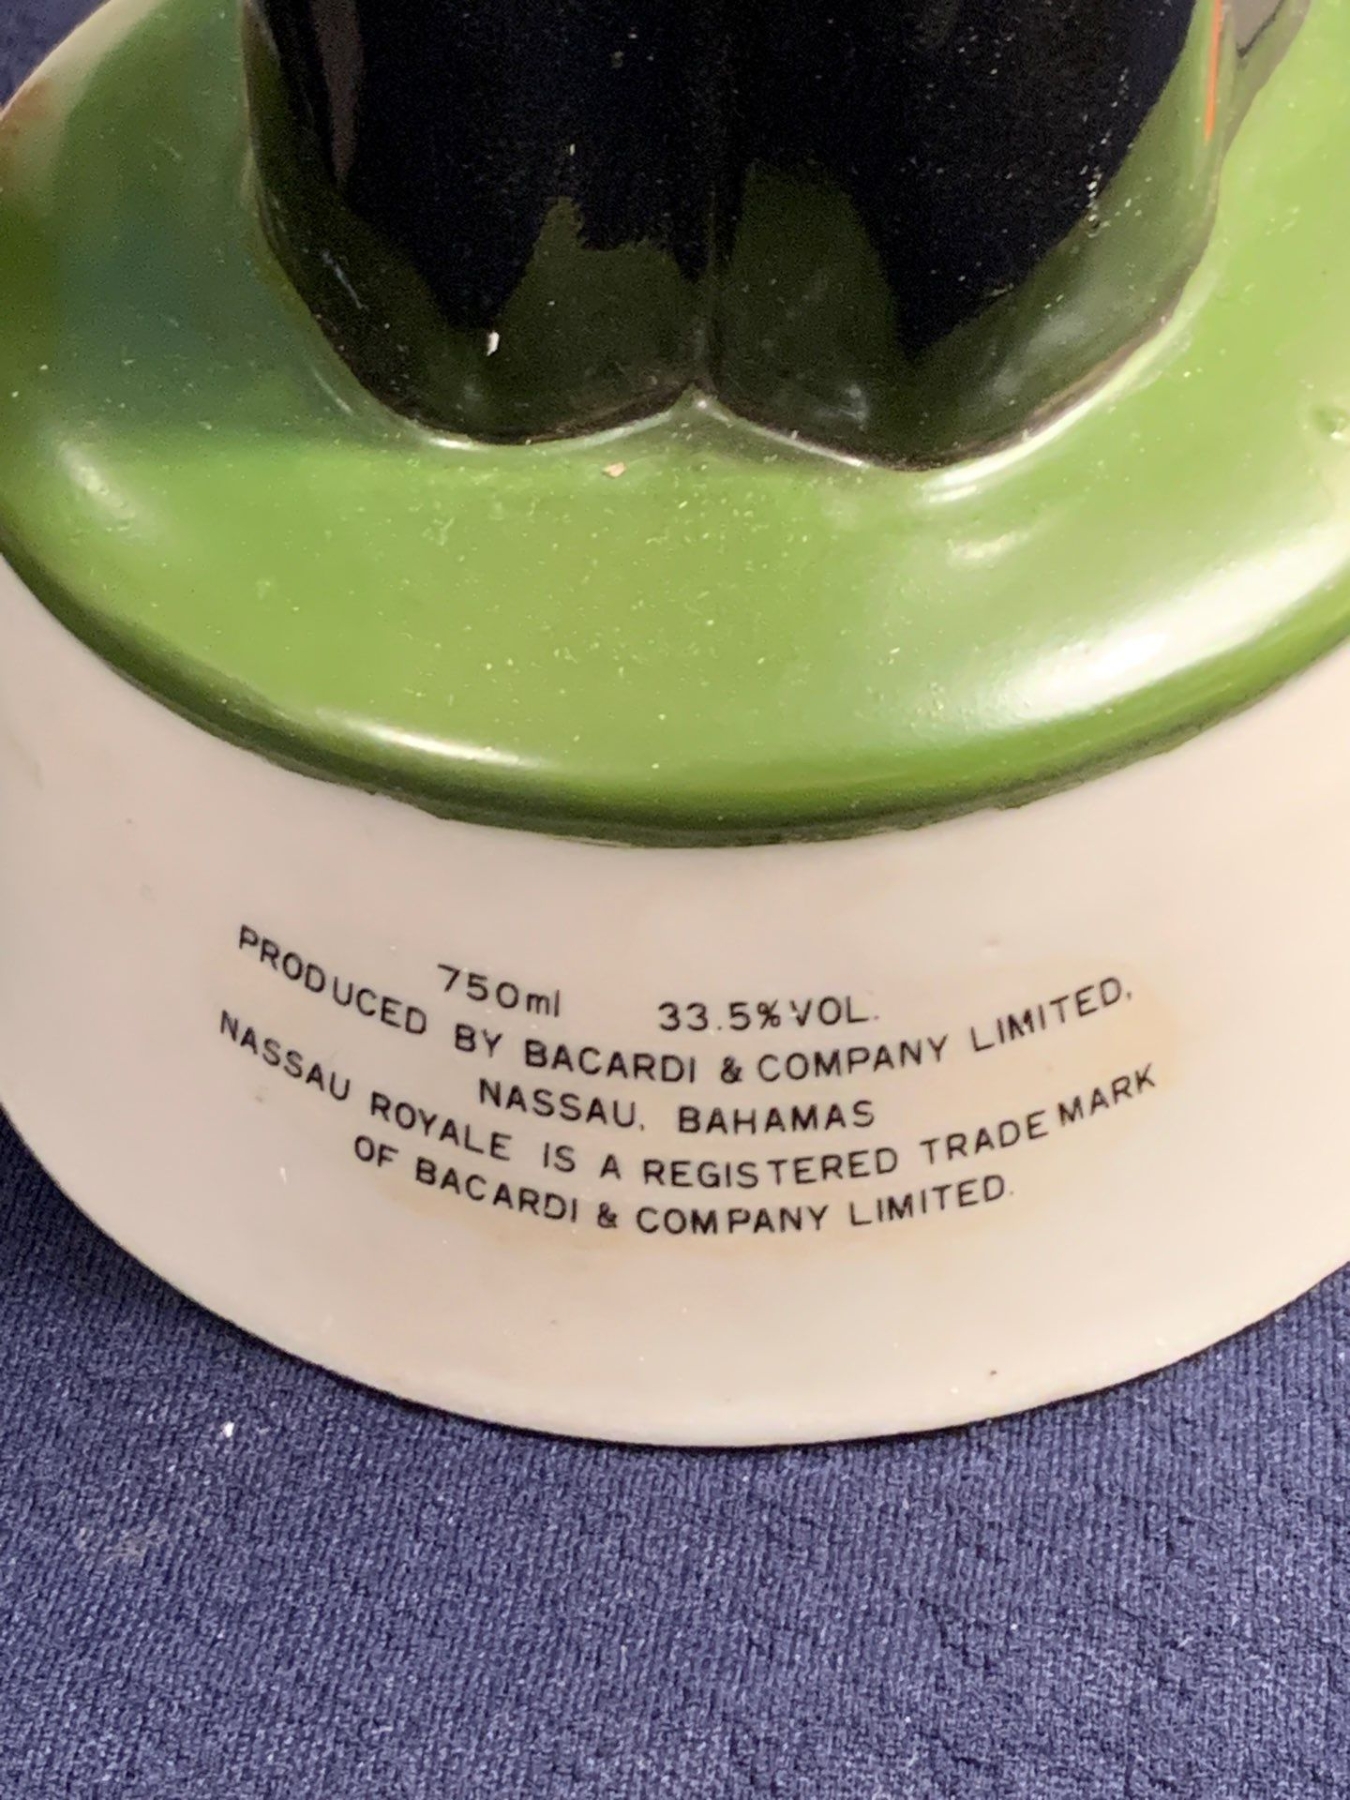 750ml 33.5% VOL.
PRODUCED BY BACARDI & COMPANY LIMITED,
NASSAU, BAHAMAS
NASSAU ROYALE IS A REGISTERED TRADE MARK
OF BACARDI & COMPANY LIMITED.